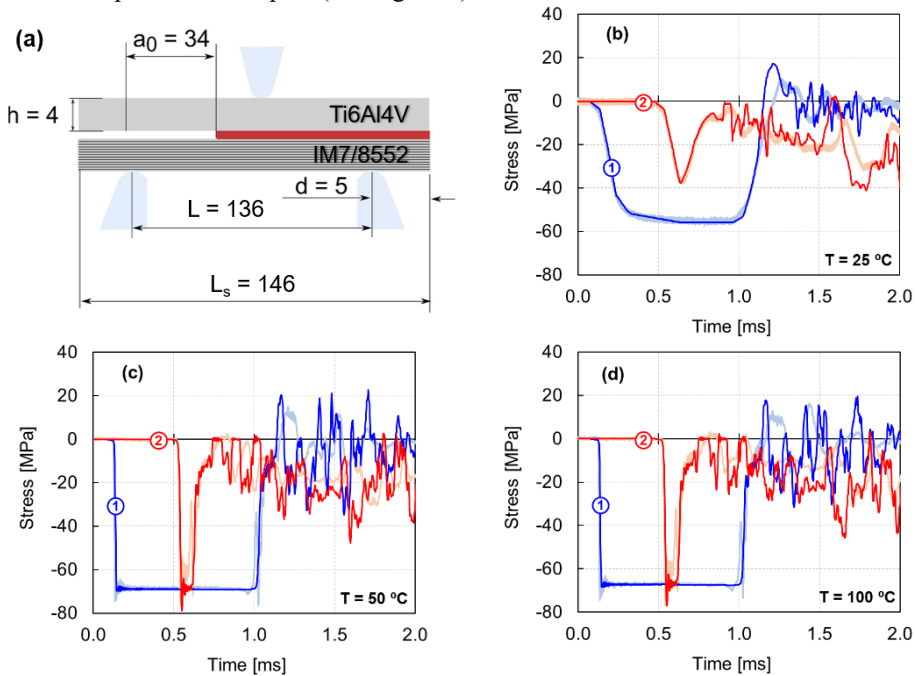 (a)
a0 = 34
h = 4
Ti6Al4V
IM7/8552
d = 5
L = 136
Ls = 146
(b)
40
20
0
-20
-40
-60
-80
Stress [MPa]
1
2
T = 25 ºC
0.0 0.5 1.0 1.5 2.0
Time [ms]
(c)
40
20
0
-20
-40
-60
-80
Stress [MPa]
1
2
T = 50 ºC
0.0 0.5 1.0 1.5 2.0
Time [ms]
(d)
40
20
0
-20
-40
-60
-80
Stress [MPa]
1
2
T = 100 ºC
0.0 0.5 1.0 1.5 2.0
Time [ms]